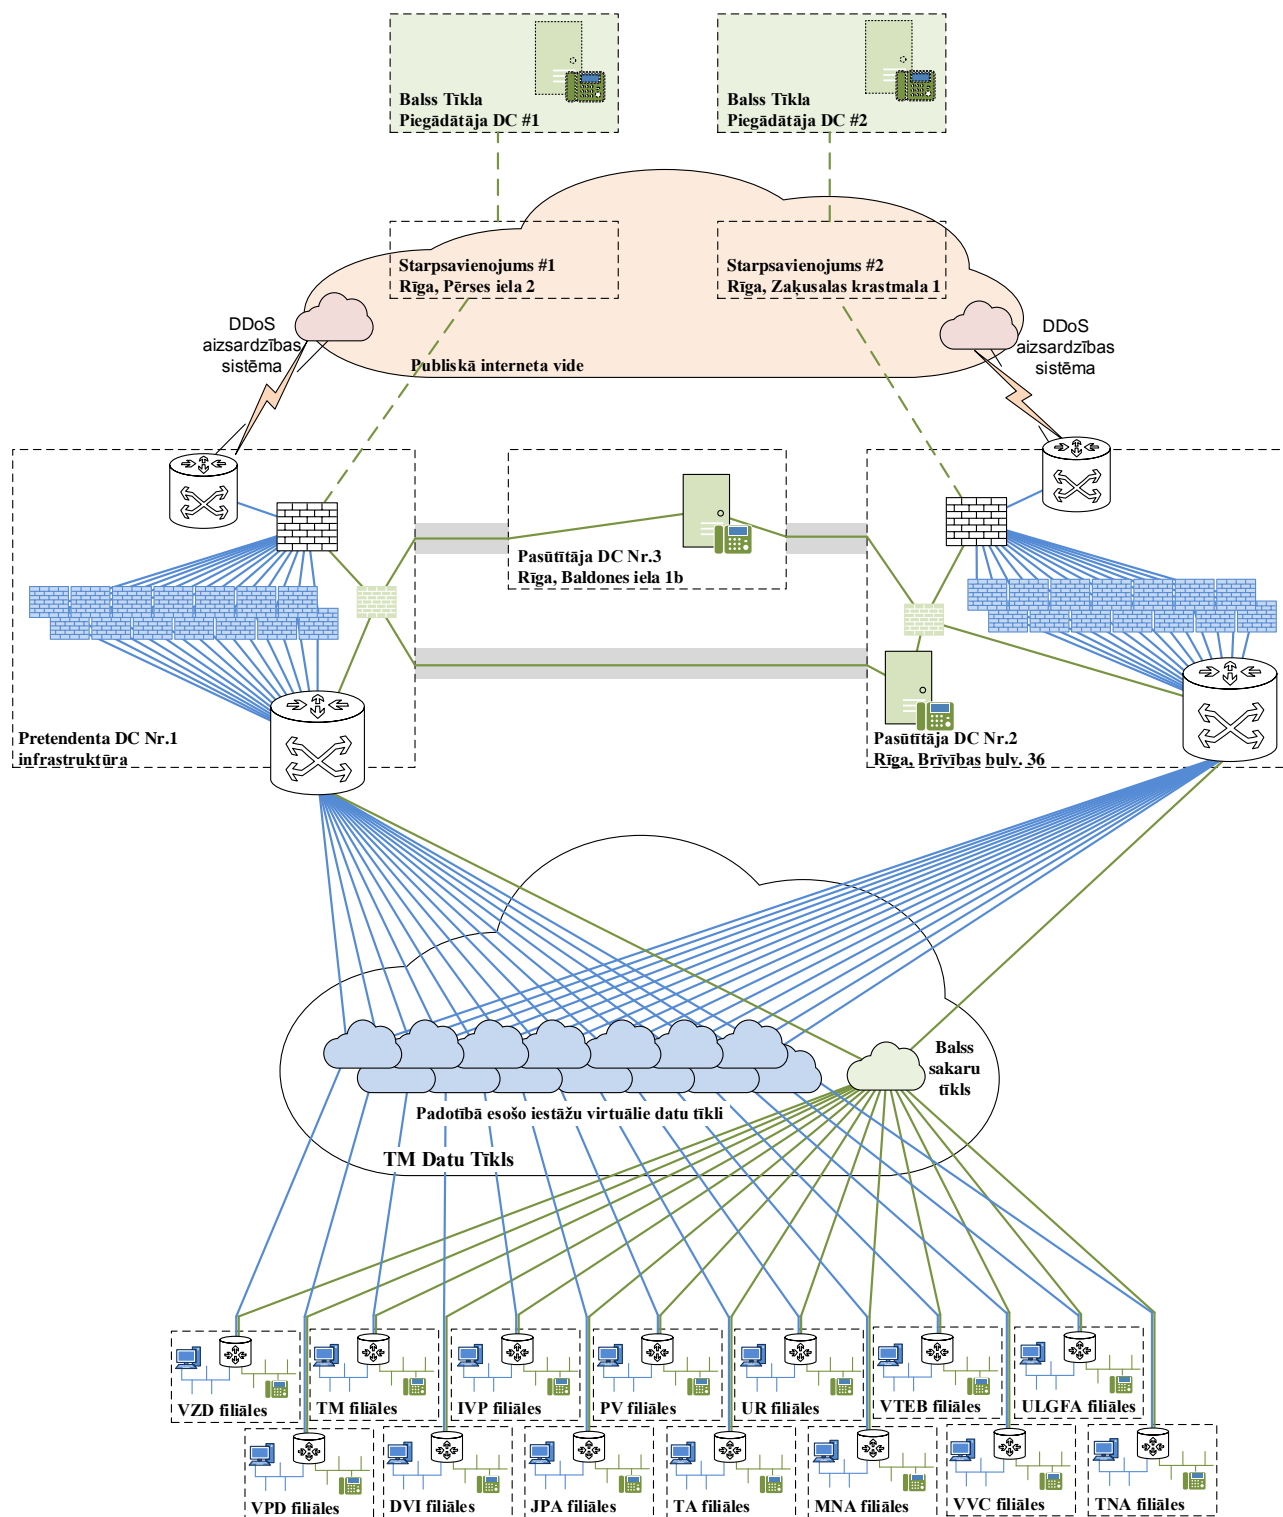 Balss Tīkla
Piegādātāja DC #1
Balss Tīkla
Piegādātāja DC #2
Starpsavienojums #1
Rīga, Pērses iela 2
Starpsavienojums #2
Rīga, Zaķusalas krastmala 1
DDoS
aizsardzības
sistēma
DDoS
aizsardzības
sistēma
Publiskā interneta vide
Pasūtītāja DC Nr.3
Rīga, Baldones iela 1b
Pretendenta DC Nr.1
infrastruktūra
Pasūtītāja DC Nr.2
Rīga, Brīvības bulv. 36
Balss
sakaru
tīkls
Padotībā esošo iestāžu virtuālie datu tīkli
TM Datu Tīkls
VZD filiāles
TM filiāles
IVP filiāles
PV filiāles
UR filiāles
VTEB filiāles
ULGFA filiāles
VPD filiāles
DVI filiāles
JPA filiāles
TA filiāles
MNA filiāles
VVC filiāles
TNA filiāles